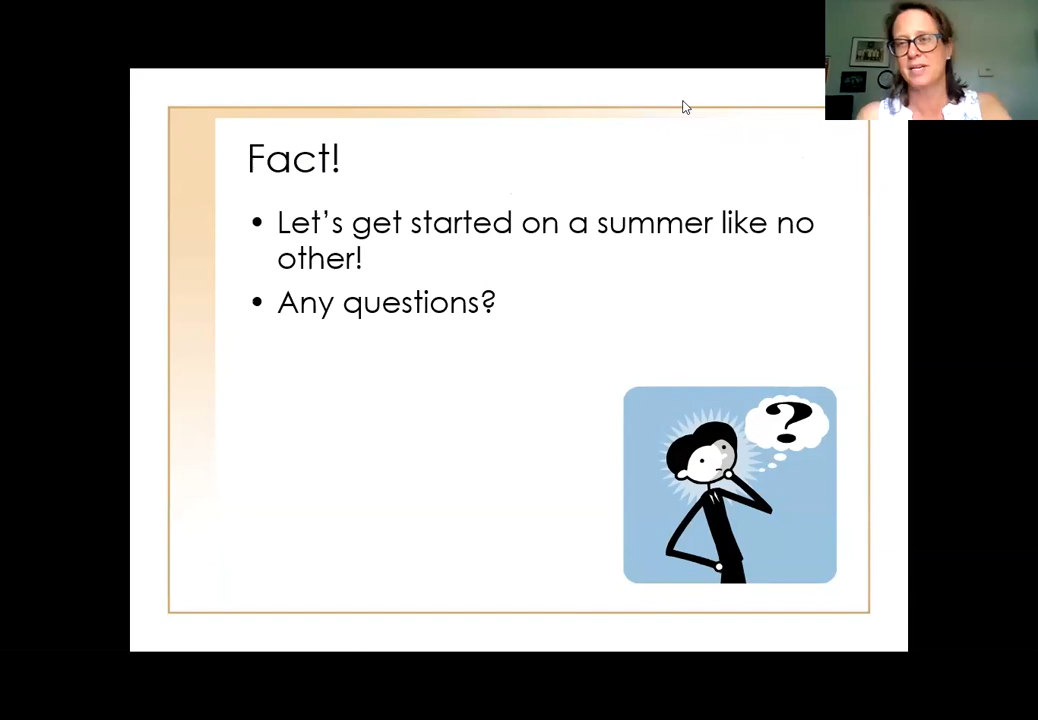 Fact!
• Let's get started on a summer like no
other!
• Any questions?
?